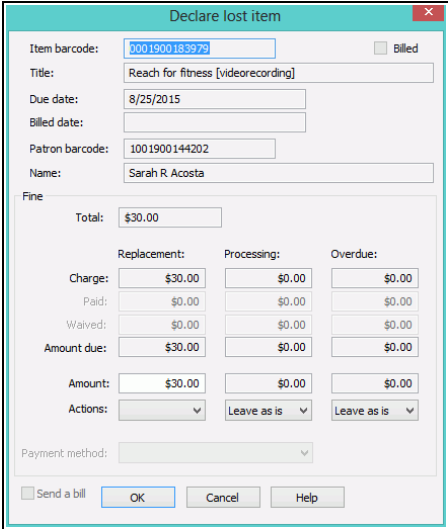 Declare lost item
x
Item barcode: 0001900183979 Billed
Title: Reach for fitness [videorecording]
Due date: 8/25/2015
Billed date:
Patron barcode: 1001900144202
Name: Sarah R Acosta
Fine
Total: $30.00
Replacement: Processing: Overdue:
Charge: $30.00 $0.00 $0.00
Paid: $0.00 $0.00 $0.00
Waived: $0.00 $0.00 $0.00
Amount due: $30.00 $0.00 $0.00
Amount: $30.00 $0.00 $0.00
Actions: Leave as is Leave as is
Payment method:
Send a bill OK Cancel Help